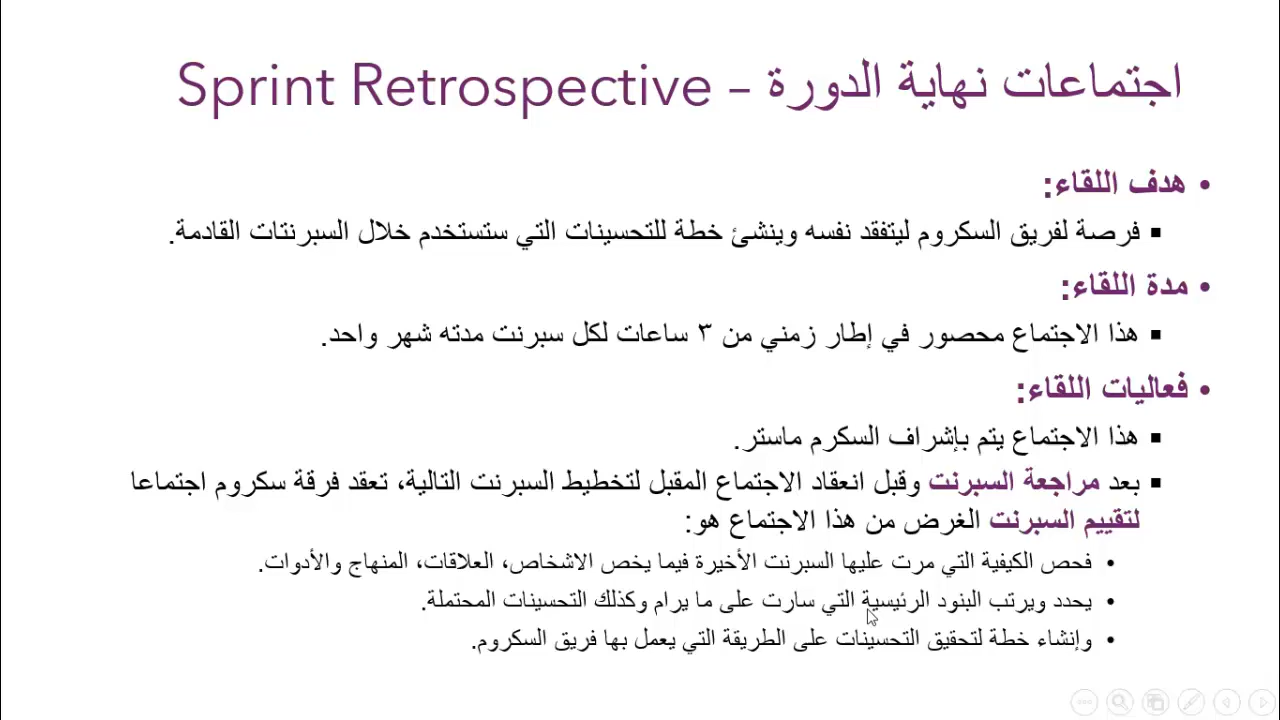 اجتماعات نهاية الدورة – Sprint Retrospective
• هدف اللقاء:
▪ فرصة لفريق السكروم ليتفقد نفسه وينشئ خطة للتحسينات التي ستستخدم خلال السبرنتات القادمة.
• مدة اللقاء:
▪ هذا الاجتماع محصور في إطار زمني من ٣ ساعات لكل سبرنت مدته شهر واحد.
• فعاليات اللقاء:
▪ هذا الاجتماع يتم بإشراف السكرم ماستر.
▪ بعد مراجعة السبرنت وقبل انعقاد الاجتماع المقبل لتخطيط السبرنت التالية، تعقد فرقة سكروم اجتماعا
لتقييم السبرنت الغرض من هذا الاجتماع هو:
• فحص الكيفية التي مرت عليها السبرنت الأخيرة فيما يخص الاشخاص، العلاقات، المنهاج والأدوات.
• يحدد ويرتب البنود الرئيسية التي سارت على ما يرام وكذلك التحسينات المحتملة.
• وإنشاء خطة لتحقيق التحسينات على الطريقة التي يعمل بها فريق السكروم.